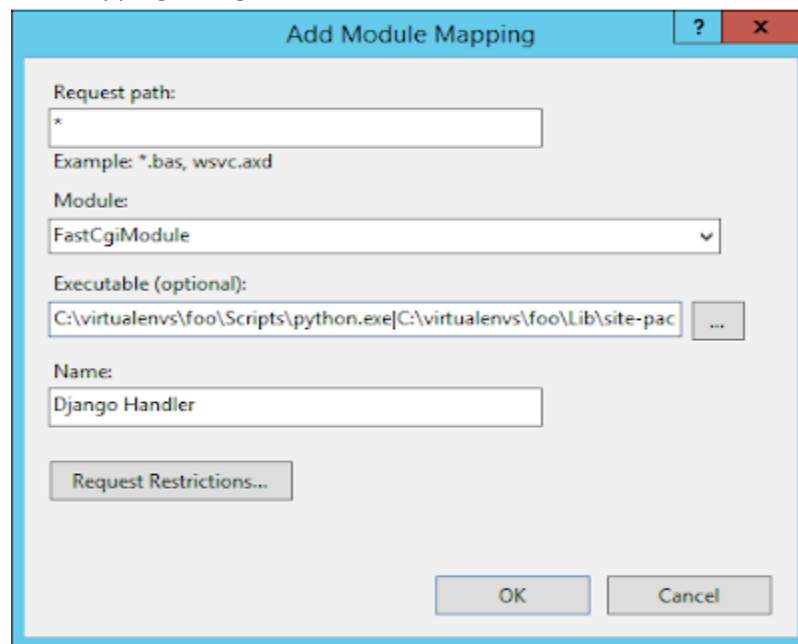 Add Module Mapping
?
x
Request path:
*
Example: *.bas, wsvc.axd
Module:
FastCgiModule
Executable (optional):
C:\virtualenvs\foo\Scripts\python.exe|C:\virtualenvs\foo\Lib\site-pac
...
Name:
Django Handler
Request Restrictions...
OK
Cancel